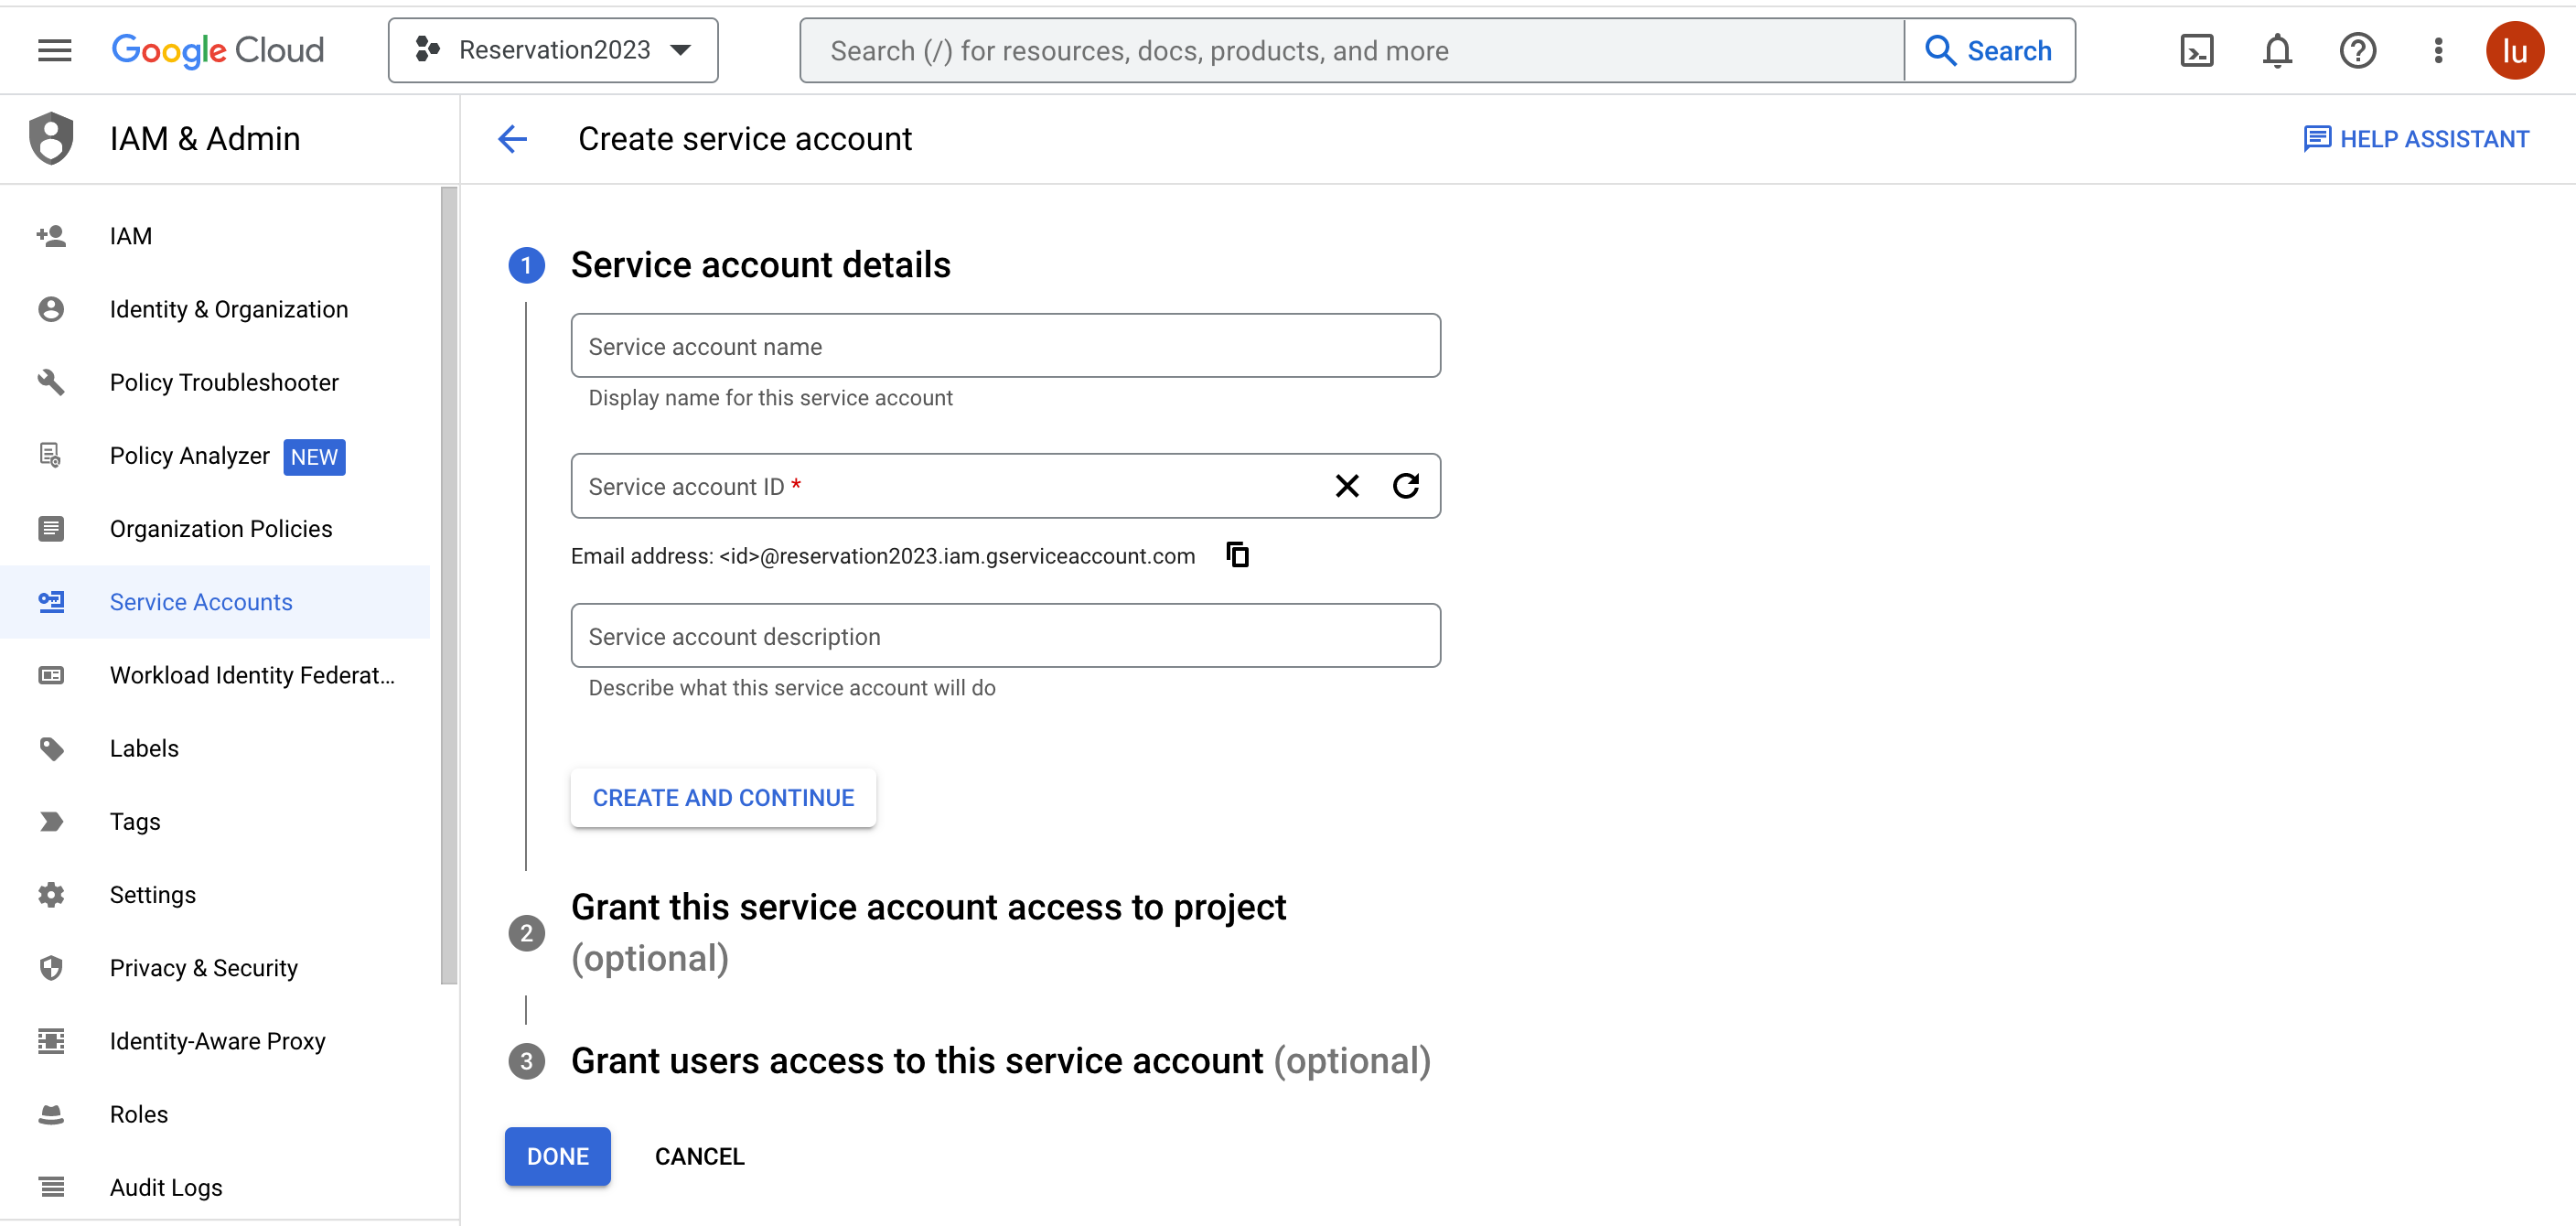 Google Cloud
Reservation2023
Search (/) for resources, docs, products, and more
Search
lu
IAM & Admin
Create service account
HELP ASSISTANT
IAM
Identity & Organization
Policy Troubleshooter
Policy Analyzer NEW
Organization Policies
Service Accounts
Workload Identity Federat...
Labels
Tags
Settings
Privacy & Security
Identity-Aware Proxy
Roles
Audit Logs
1 Service account details
Service account name
Display name for this service account
Service account ID *
Email address: <id>@reservation2023.iam.gserviceaccount.com
Service account description
Describe what this service account will do
CREATE AND CONTINUE
2 Grant this service account access to project
(optional)
3 Grant users access to this service account (optional)
DONE CANCEL